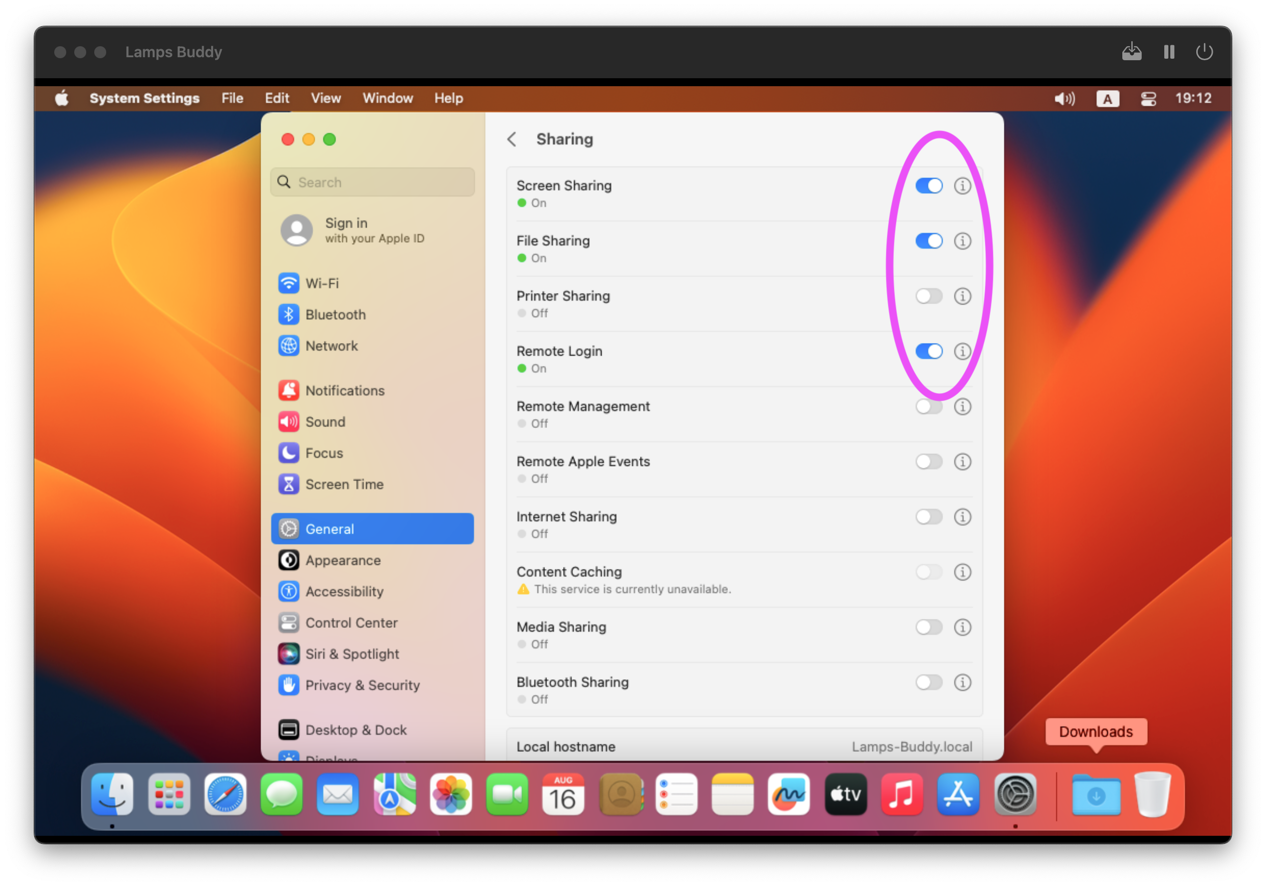 Lamps Buddy
System Settings File Edit View Window Help A 19:12
Sharing
Search
Sign in
with your Apple ID
Wi-Fi
Bluetooth
Network
Notifications
Sound
Focus
Screen Time
General
Appearance
Accessibility
Control Center
Siri & Spotlight
Privacy & Security
Desktop & Dock
Displays
Screen Sharing
On
File Sharing
On
Printer Sharing
Off
Remote Login
On
Remote Management
Off
Remote Apple Events
Off
Internet Sharing
Off
Content Caching
This service is currently unavailable.
Media Sharing
Off
Bluetooth Sharing
Off
Local hostname Lamps-Buddy.local
Downloads
AUG
16
tv